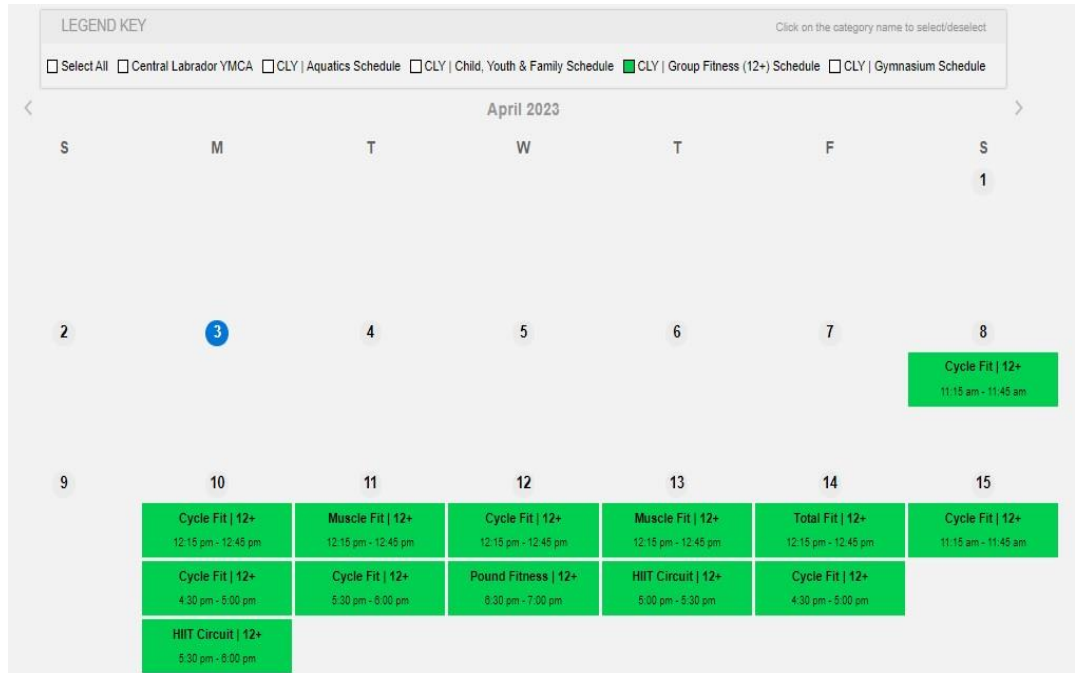 LEGEND KEY Click on the category name to select/deselect
Select All Central Labrador YMCA CLY | Aquatics Schedule CLY | Child, Youth & Family Schedule CLY | Group Fitness (12+) Schedule CLY | Gymnasium Schedule
April 2023
S M T W T F S
1
2 3 4 5 6 7 8
Cycle Fit | 12+
11:15 am - 11:45 am
9 10 11 12 13 14 15
Cycle Fit | 12+ Muscle Fit | 12+ Cycle Fit | 12+ Muscle Fit | 12+ Total Fit | 12+ Cycle Fit | 12+
12:15 pm - 12:45 pm 12:15 pm - 12:45 pm 12:15 pm - 12:45 pm 12:15 pm - 12:45 pm 12:15 pm - 12:45 pm 11:15 am - 11:45 am
Cycle Fit | 12+ Cycle Fit | 12+ Pound Fitness | 12+ HIIT Circuit | 12+ Cycle Fit | 12+
4:30 pm - 5:00 pm 5:30 pm - 6:00 pm 6:30 pm - 7:00 pm 5:00 pm - 5:30 pm 4:30 pm - 5:00 pm
HIIT Circuit | 12+
5:30 pm - 6:00 pm